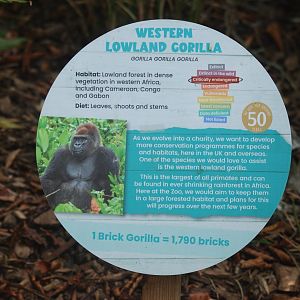 WESTERN
LOWLAND GORILLA
GORILLA GORILLA GORILLA
Habitat: Lowland forest in dense
vegetation in western Africa,
including Cameroon, Congo
and Gabon
Diet: Leaves, shoots and stems
Extinct
Extinct in the wild
Critically endangered
Endangered
Vulnerable
Near threatened
Least concern
Data deficient
Not listed
50
As we evolve into a charity, we want to develop
more conservation programmes for species
and habitats, here in the UK and overseas.
One of the species we would love to assist
is the western lowland gorilla.
This is the largest of all primates and can
be found in ever shrinking rainforest in Africa.
Here at the Zoo, we would aim to keep them
in a large forested habitat and plans for this
will progress over the next few years.
1 Brick Gorilla = 1,790 bricks